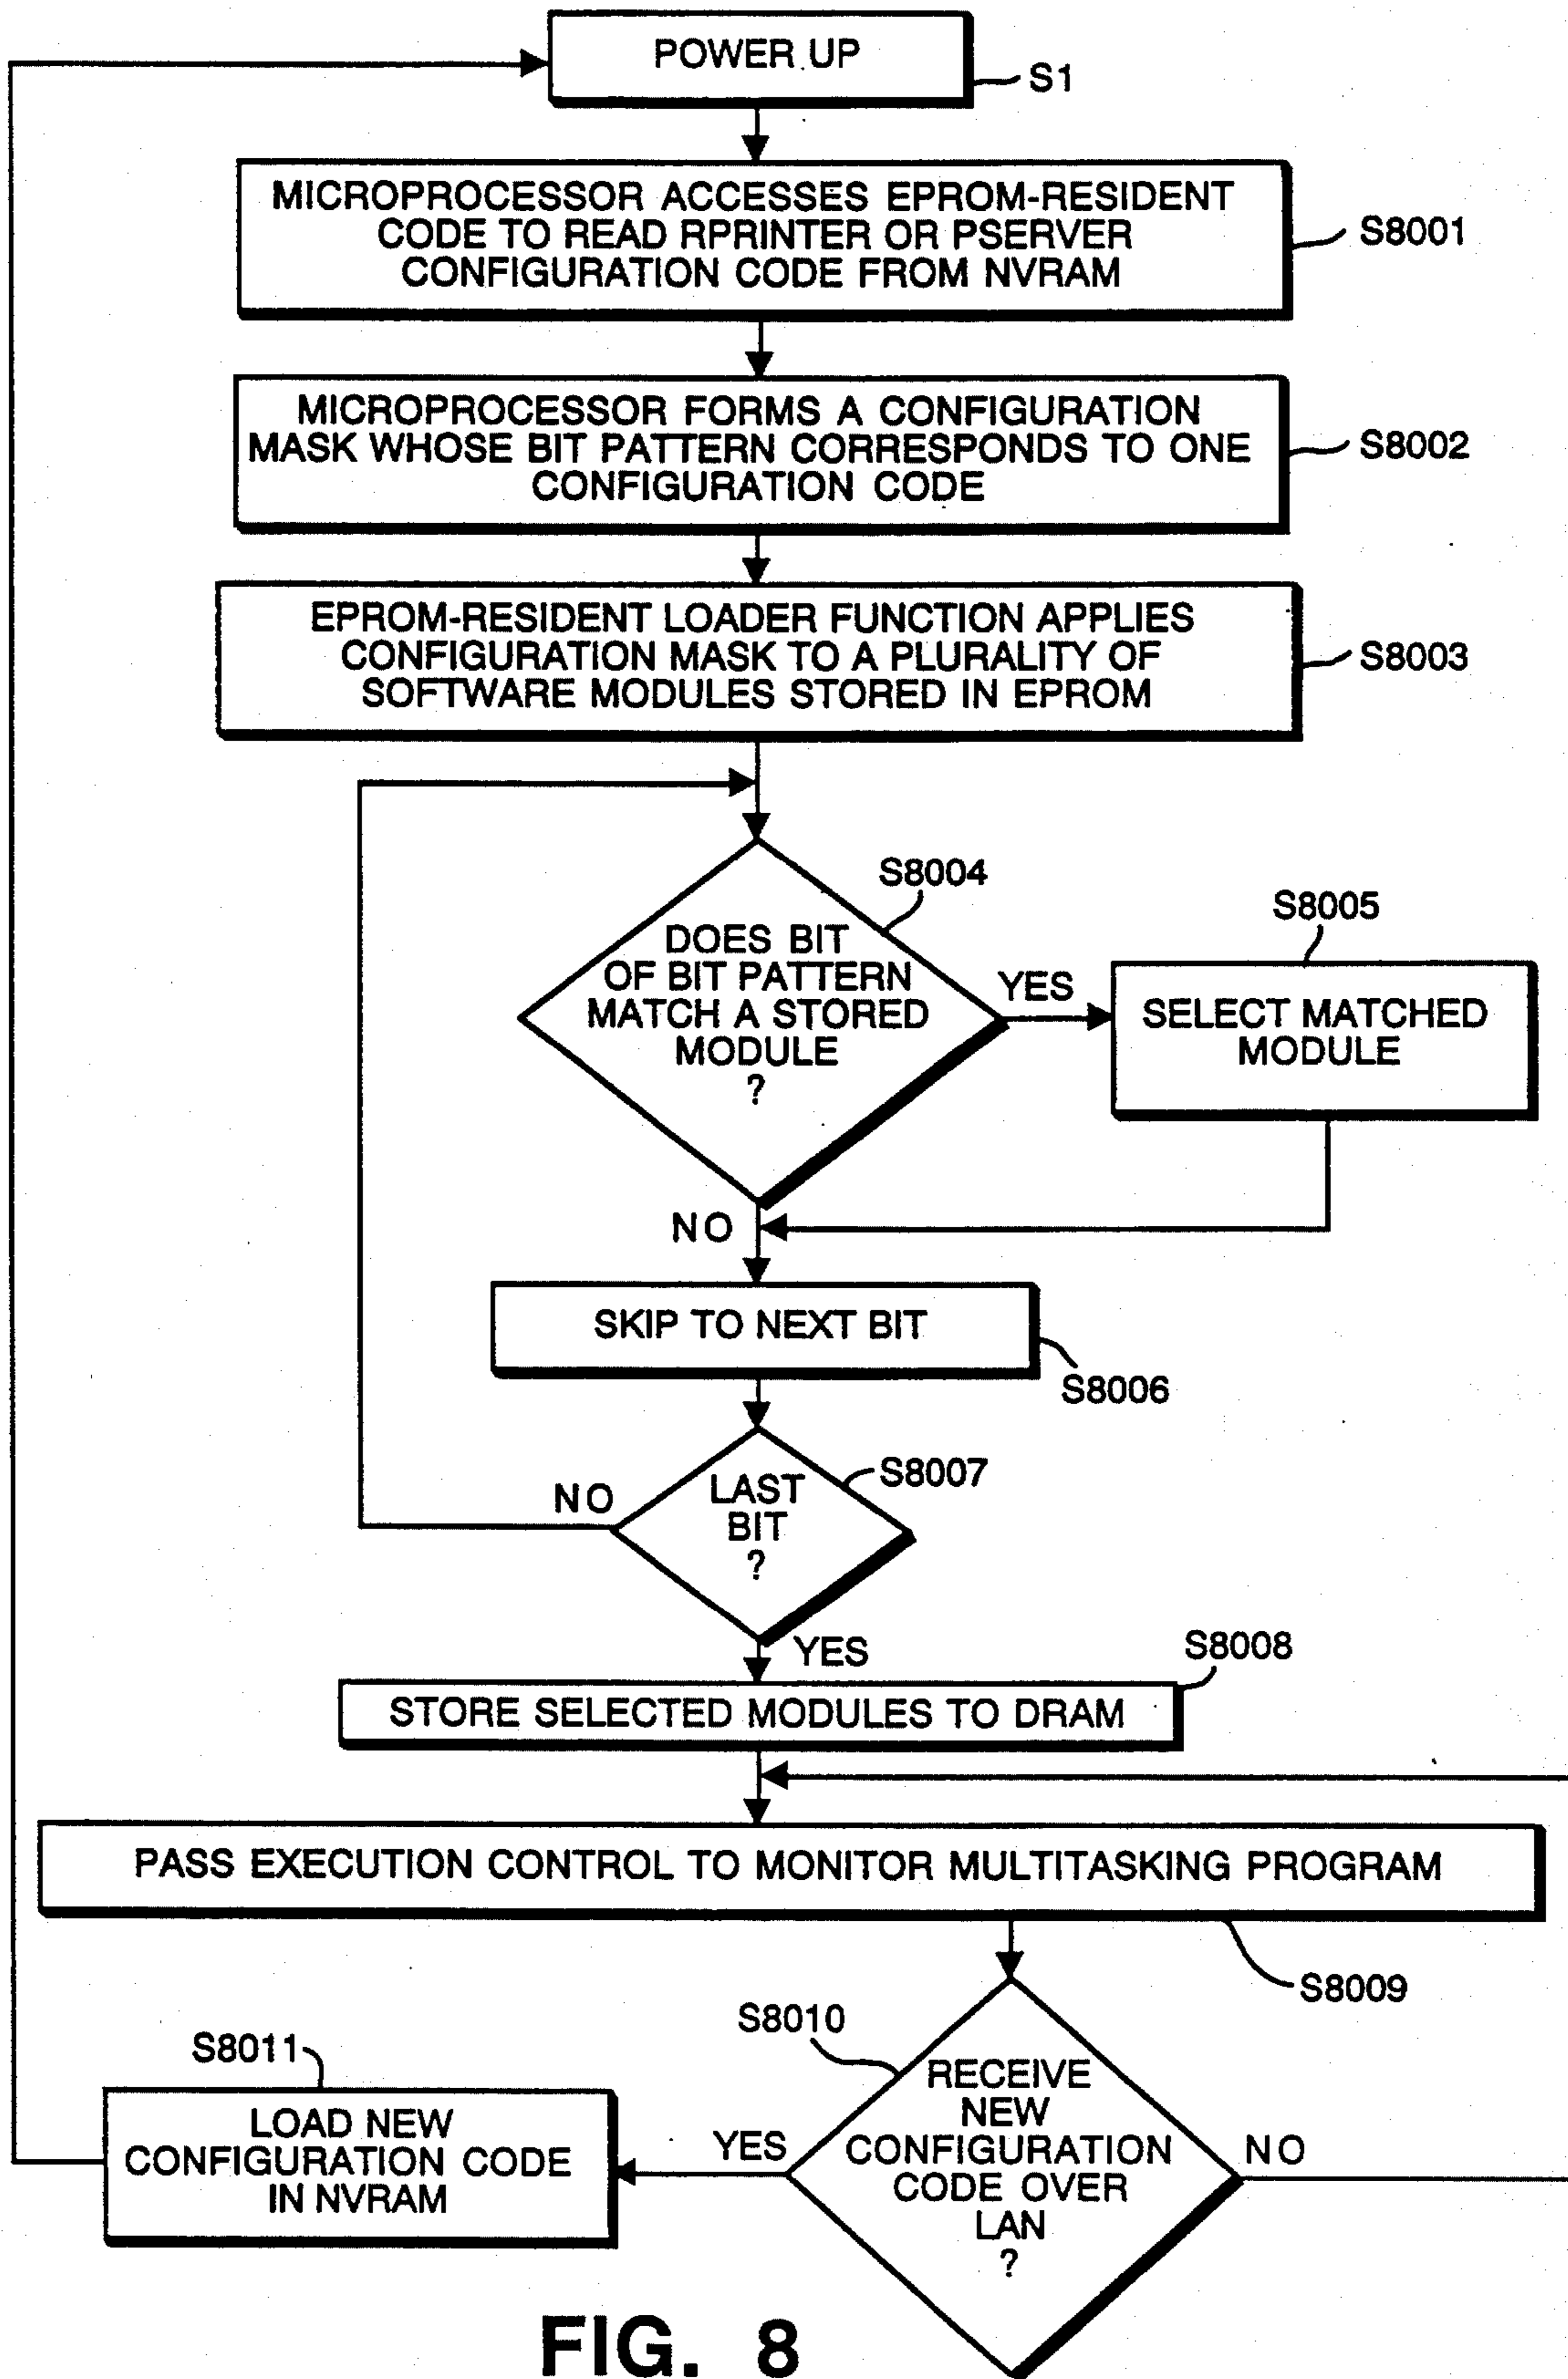 POWER UP
S1
MICROPROCESSOR ACCESSES EPROM-RESIDENT
CODE TO READ RPRINTER OR PSERVER
CONFIGURATION CODE FROM NVRAM
S8001
MICROPROCESSOR FORMS A CONFIGURATION
MASK WHOSE BIT PATTERN CORRESPONDS TO ONE
CONFIGURATION CODE
S8002
EPROM-RESIDENT LOADER FUNCTION APPLIES
CONFIGURATION MASK TO A PLURALITY OF
SOFTWARE MODULES STORED IN EPROM
S8003
S8004
DOES BIT
OF BIT PATTERN
MATCH A STORED
MODULE
?
YES
S8005
SELECT MATCHED
MODULE
NO
SKIP TO NEXT BIT
S8006
S8007
LAST
BIT
?
NO
YES
S8008
STORE SELECTED MODULES TO DRAM
PASS EXECUTION CONTROL TO MONITOR MULTITASKING PROGRAM
S8009
S8010
RECEIVE
NEW
CONFIGURATION
CODE OVER
LAN
?
YES
NO
S8011
LOAD NEW
CONFIGURATION CODE
IN NVRAM
FIG. 8